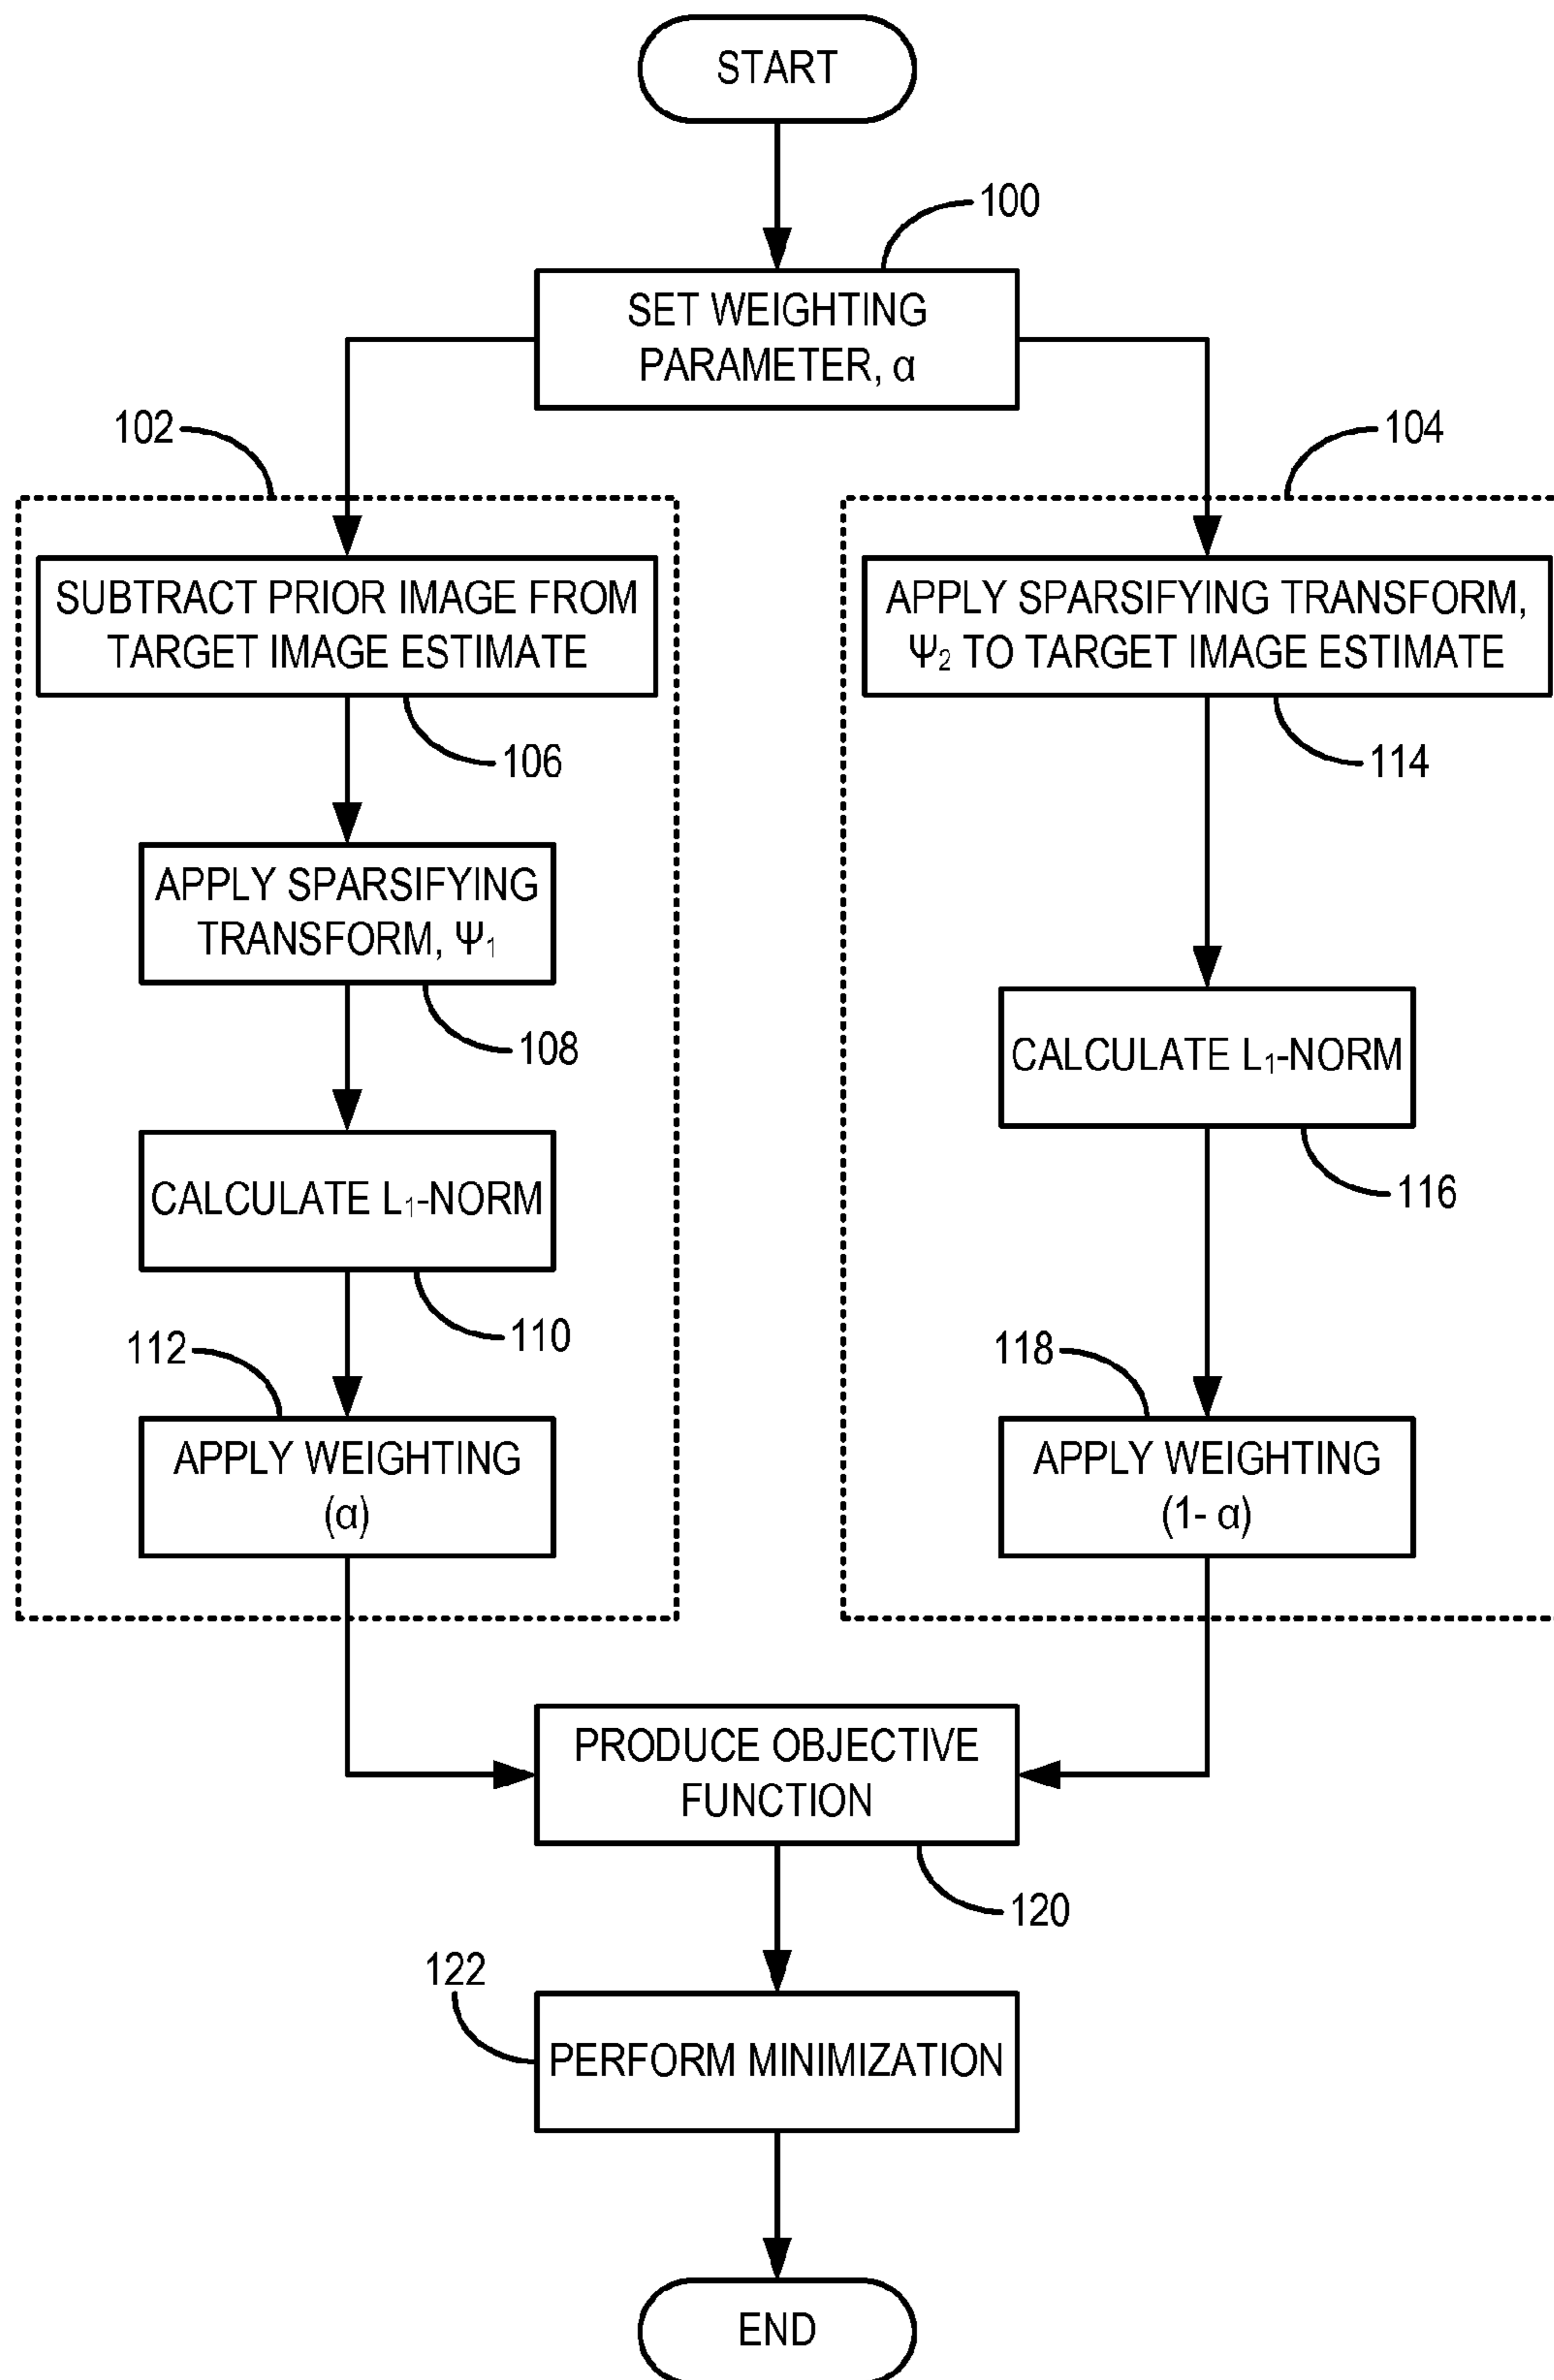 START
100
SET WEIGHTING
PARAMETER, α
102
104
SUBTRACT PRIOR IMAGE FROM
TARGET IMAGE ESTIMATE
106
APPLY SPARSIFYING TRANSFORM,
Ψ₂ TO TARGET IMAGE ESTIMATE
114
APPLY SPARSIFYING
TRANSFORM, Ψ₁
108
CALCULATE L₁-NORM
116
CALCULATE L₁-NORM
110
112
APPLY WEIGHTING
(α)
118
APPLY WEIGHTING
(1- α)
PRODUCE OBJECTIVE
FUNCTION
120
122
PERFORM MINIMIZATION
END